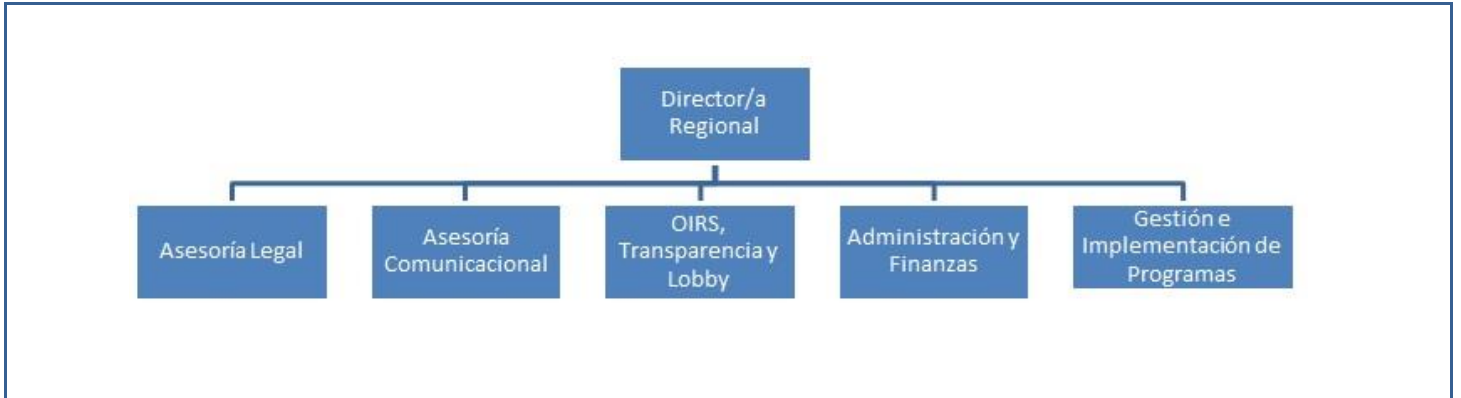 Director/a
Regional
Asesoría Legal
Asesoría
Comunicacional
OIRS,
Transparencia y
Lobby
Administración y
Finanzas
Gestión e
Implementación de
Programas